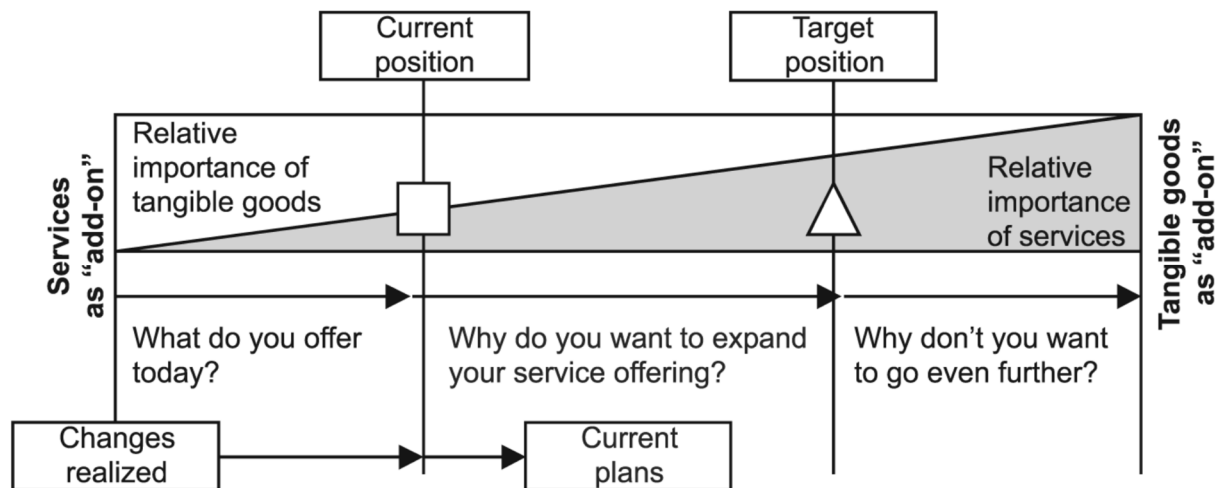 Current
position
Target
position
Services
as “add-on”
Relative
importance of
tangible goods
Relative
importance
of services
Tangible goods
as “add-on”
What do you offer
today?
Why do you want to expand
your service offering?
Why don’t you want
to go even further?
Changes
realized
Current
plans